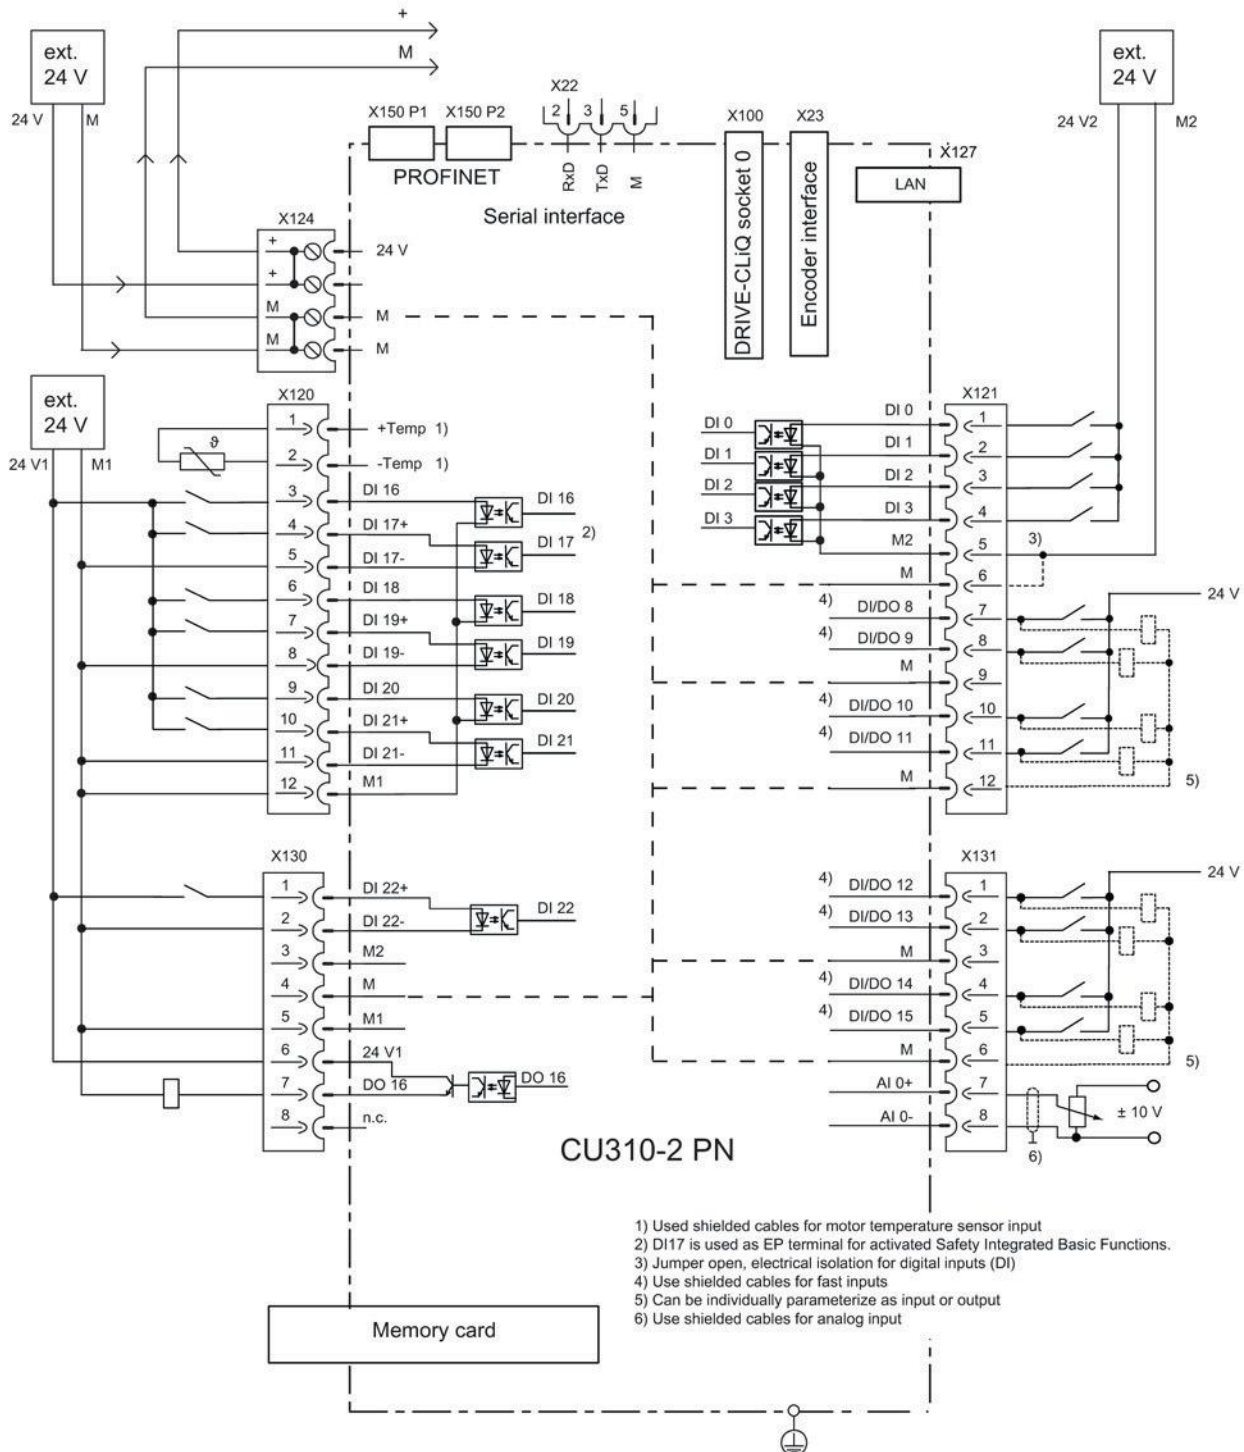 +
M
ext.
24 V
24 V
M
ext.
24 V
24 V2
M2
X150 P1
X150 P2
PROFINET
X22
2
3
5
RxD
TxD
M
Serial interface
X100
DRIVE-CLiQ socket 0
X23
Encoder interface
X127
LAN
X124
+
24 V
+
M
M
M
M
ext.
24 V
24 V1
M1
X120
1
+Temp 1)
2
-Temp 1)
ϑ
3
DI 16
DI 16
4
DI 17+
2)
5
DI 17-
DI 17
6
DI 18
DI 18
7
DI 19+
8
DI 19-
DI 19
9
DI 20
DI 20
10
DI 21+
11
DI 21-
DI 21
12
M1
X121
DI 0
DI 0
1
DI 1
DI 1
2
DI 2
DI 2
3
DI 3
DI 3
4
M2
5
3)
M
6
4)
DI/DO 8
7
24 V
4)
DI/DO 9
8
M
9
4)
DI/DO 10
10
4)
DI/DO 11
11
M
12
5)
X130
1
DI 22+
2
DI 22-
DI 22
3
M2
4
M
5
M1
6
24 V1
7
DO 16
DO 16
8
n.c.
X131
4)
DI/DO 12
1
24 V
4)
DI/DO 13
2
M
3
4)
DI/DO 14
4
4)
DI/DO 15
5
M
6
5)
AI 0+
7
± 10 V
AI 0-
8
6)
CU310-2 PN
1) Used shielded cables for motor temperature sensor input
2) DI17 is used as EP terminal for activated Safety Integrated Basic Functions.
3) Jumper open, electrical isolation for digital inputs (DI)
4) Use shielded cables for fast inputs
5) Can be individually parameterize as input or output
6) Use shielded cables for analog input
Memory card